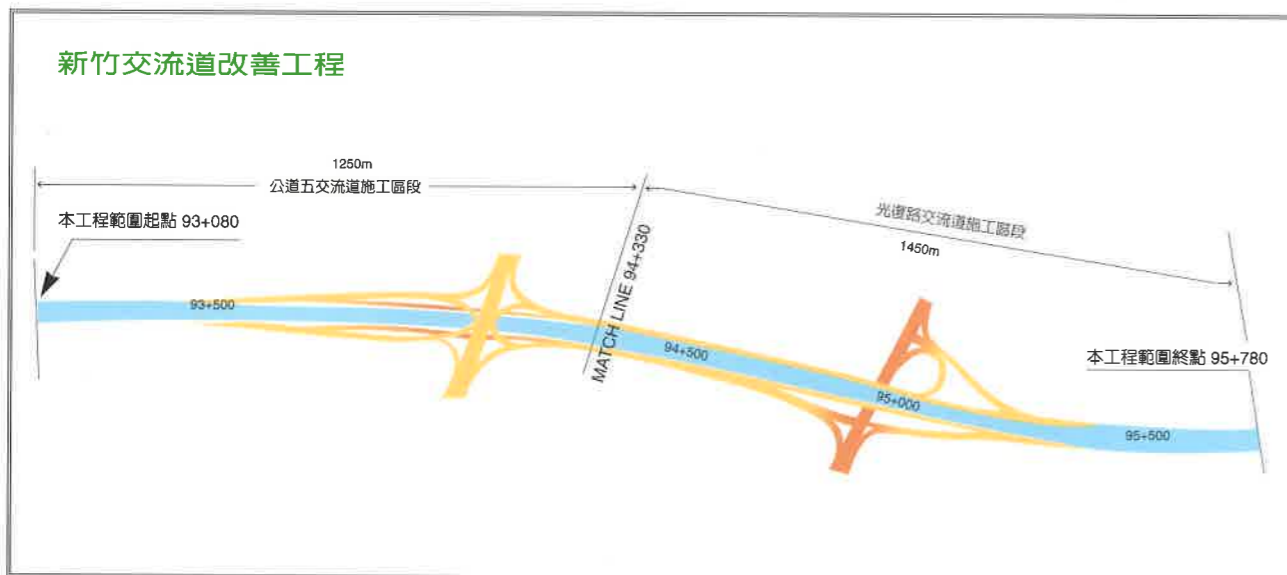 新竹交流道改善工程
1250m
公道五交流道施工區段
本工程範圍起點 93+080
光復路交流道施工區段
1450m
MATCH LINE 94+330
93+500
94+500
本工程範圍終點 95+780
95+000
95+500